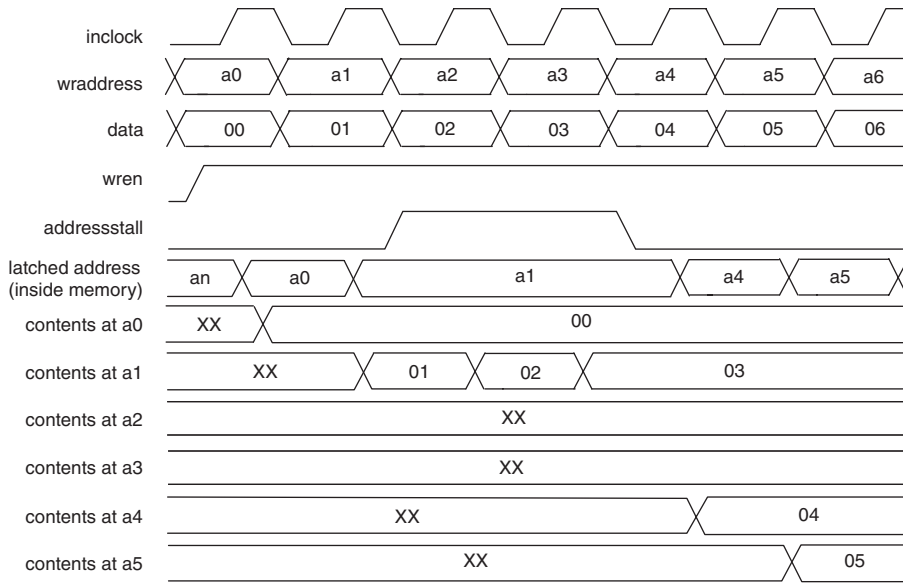 inclock
wraddress a0 a1 a2 a3 a4 a5 a6
data 00 01 02 03 04 05 06
wren
addressstall
latched address
(inside memory) an a0 a1 a4 a5
contents at a0 XX 00
contents at a1 XX 01 02 03
contents at a2 XX
contents at a3 XX
contents at a4 XX 04
contents at a5 XX 05